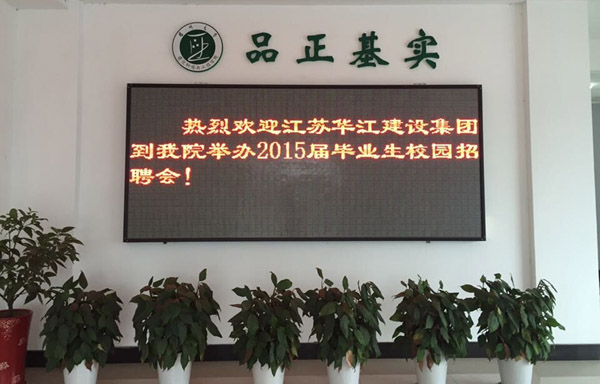 品正基实
热烈欢迎江苏华江建设集团
到我院举办2015届毕业生校园招
聘会！